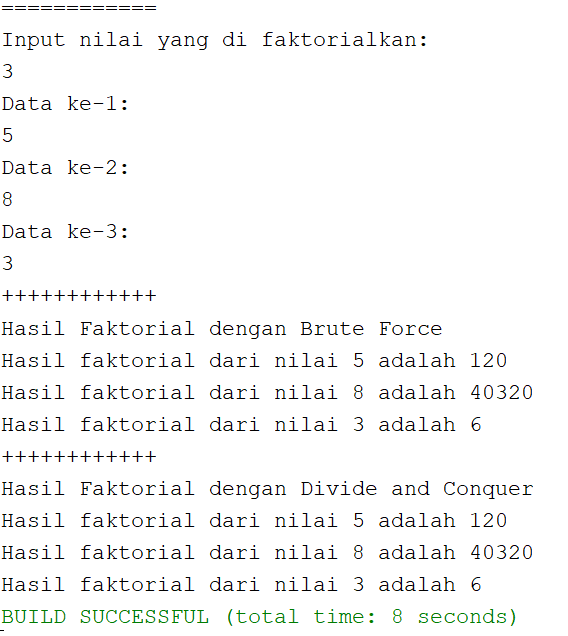 ============
Input nilai yang di faktorialkan:
3
Data ke-1:
5
Data ke-2:
8
Data ke-3:
3
++++++++++++
Hasil Faktorial dengan Brute Force
Hasil faktorial dari nilai 5 adalah 120
Hasil faktorial dari nilai 8 adalah 40320
Hasil faktorial dari nilai 3 adalah 6
++++++++++++
Hasil Faktorial dengan Divide and Conquer
Hasil faktorial dari nilai 5 adalah 120
Hasil faktorial dari nilai 8 adalah 40320
Hasil faktorial dari nilai 3 adalah 6
BUILD SUCCESSFUL (total time: 8 seconds)